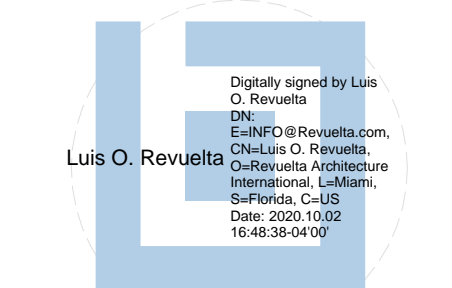 Luis O. Revuelta
Digitally signed by Luis
O. Revuelta
DN:
E=INFO@Revuelta.com,
CN=Luis O. Revuelta,
O=Revuelta Architecture
International, L=Miami,
S=Florida, C=US
Date: 2020.10.02
16:48:38-04'00'